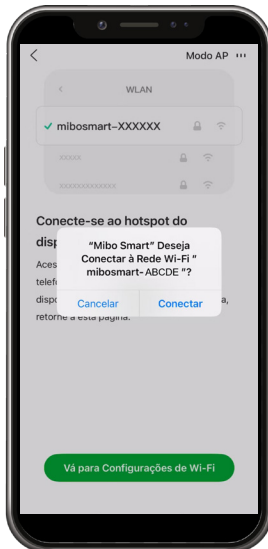 Modo AP
WLAN
mibosmart-XXXXXX
xxxxx
xxxxxxxxxxxxx
Conecte-se ao hotspot do
disp
Aces
telef
dispo a,
retorne a esta página.
“Mibo Smart” Deseja
Conectar à Rede Wi-Fi "
mibosmart- ABCDE "?
Cancelar Conectar
Vá para Configurações de Wi-Fi